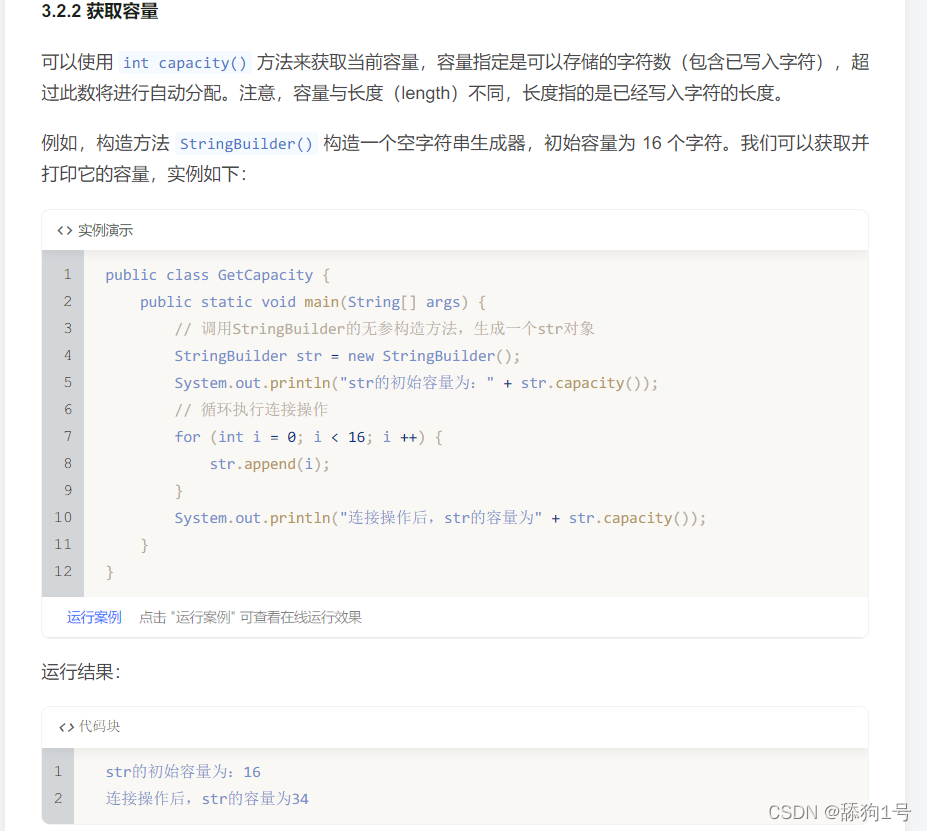 3.2.2 获取容量
可以使用 int capacity() 方法来获取当前容量，容量指定是可以存储的字符数（包含已写入字符），超
过此数将进行自动分配。注意，容量与长度（length）不同，长度指的是已经写入字符的长度。
例如，构造方法 StringBuilder() 构造一个空字符串生成器，初始容量为 16 个字符。我们可以获取并
打印它的容量，实例如下：
<> 实例演示
1 public class GetCapacity {
2     public static void main(String[] args) {
3         // 调用StringBuilder的无参构造方法，生成一个str对象
4         StringBuilder str = new StringBuilder();
5         System.out.println("str的初始容量为：" + str.capacity());
6         // 循环执行连接操作
7         for (int i = 0; i < 16; i ++) {
8             str.append(i);
9         }
10         System.out.println("连接操作后，str的容量为" + str.capacity());
11     }
12 }
运行案例 点击 "运行案例" 可查看在线运行效果
运行结果：
<> 代码块
1 str的初始容量为：16
2 连接操作后，str的容量为34
CSDN @舔狗1号